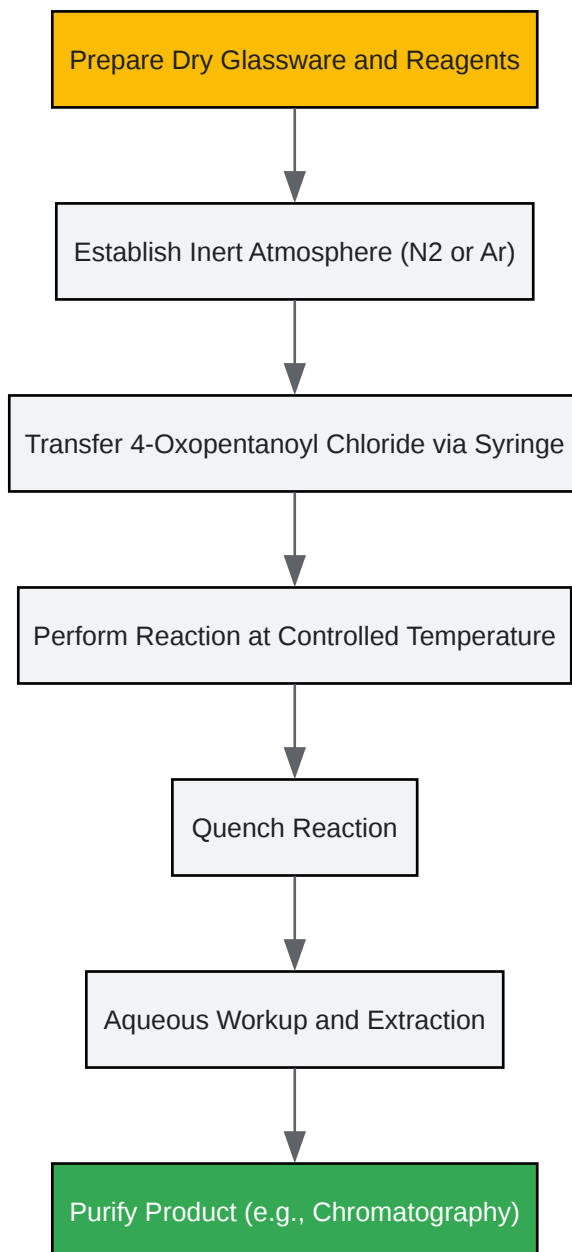 Prepare Dry Glassware and Reagents
Establish Inert Atmosphere (N2 or Ar)
Transfer 4-Oxopentanoyl Chloride via Syringe
Perform Reaction at Controlled Temperature
Quench Reaction
Aqueous Workup and Extraction
Purify Product (e.g., Chromatography)